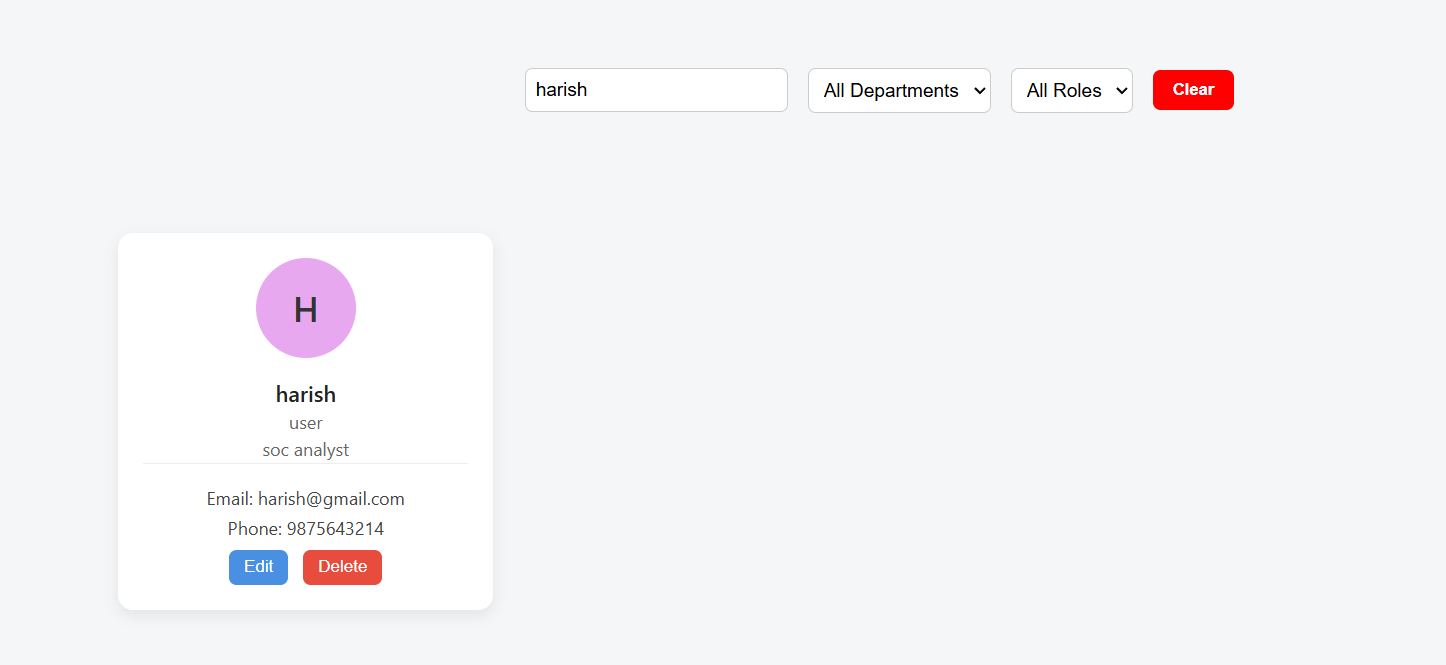 harish All Departments All Roles Clear
H
harish
user
soc analyst
Email: harish@gmail.com
Phone: 9875643214
Edit Delete